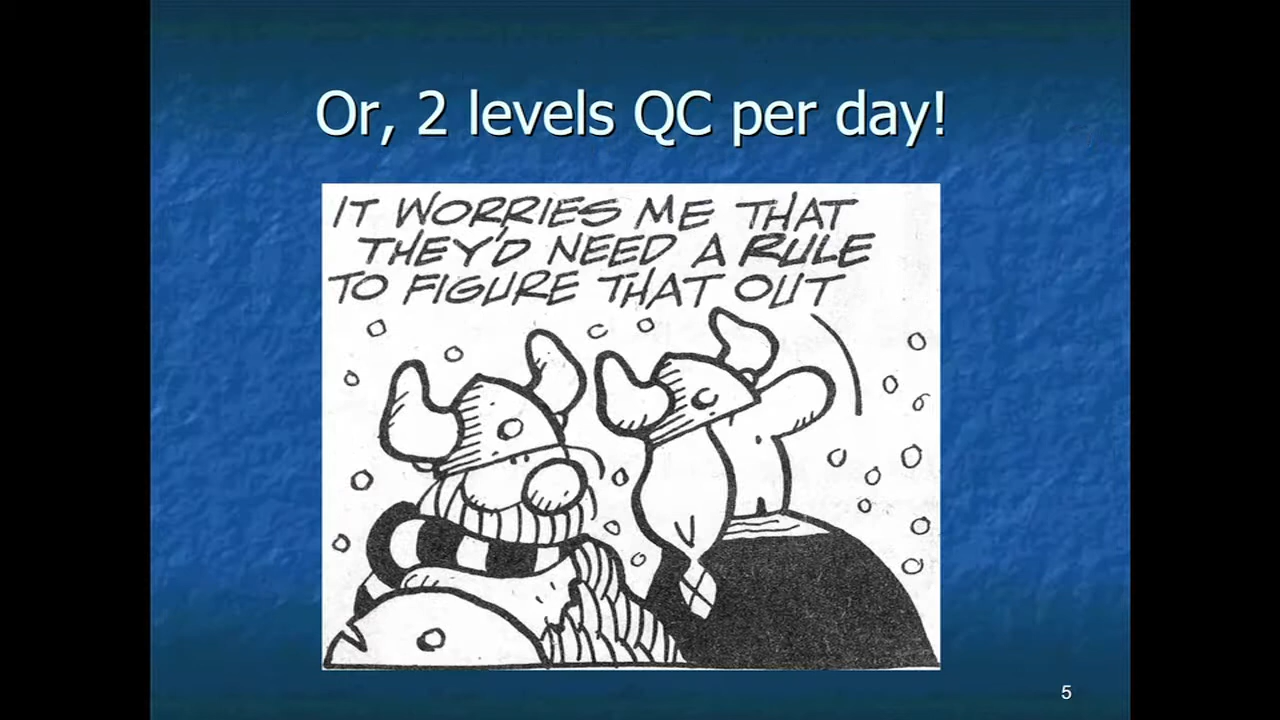 Or, 2 levels QC per day!
IT WORRIES ME THAT
THEY'D NEED A RULE
TO FIGURE THAT OUT
5